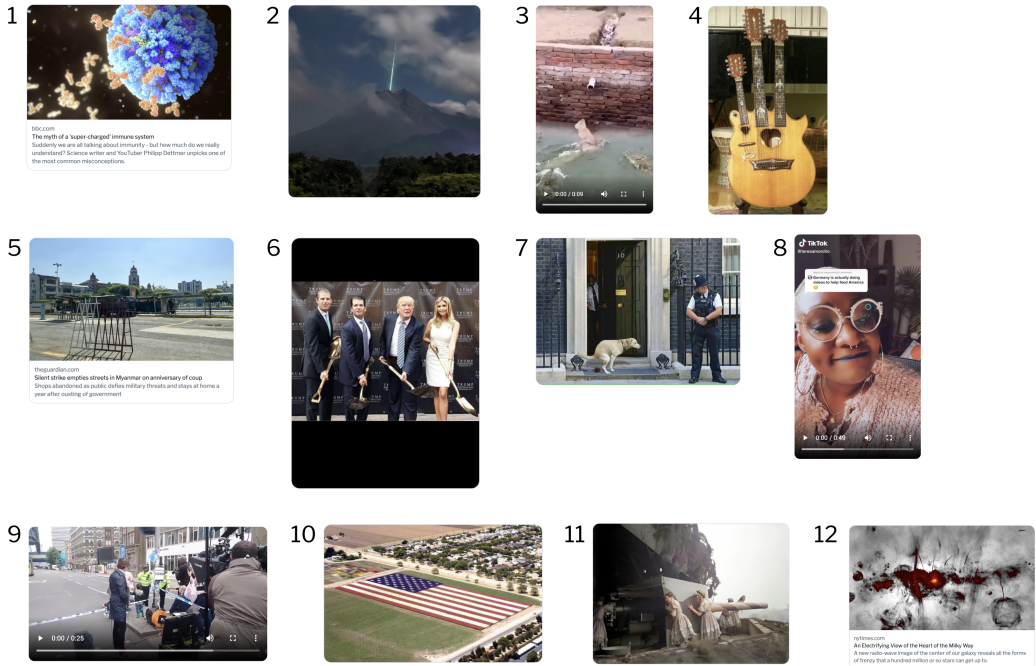 1
bbc.com
The myth of a 'super-charged' immune system
Suddenly we are all talking about immunity - but how much do we really
understand? Science writer and YouTuber Philipp Dettmer unpicks one of
the most common misconceptions.
2
3
0:00 / 0:09
4
5
theguardian.com
Silent strike empties streets in Myanmar on anniversary of coup
Shops abandoned as public defies military threats and stays at home a
year after ousting of government
6
TRUMP
7
10
8
TikTok
Germany is actually doing
videos to help feed America
0:00 / 0:49
9
0:00 / 0:25
10
11
12
nytimes.com
An Electrifying View of the Heart of the Milky Way
A new radio-wave image of the center of our galaxy reveals all the forms
of frenzy that a hundred million or so stars can get up to.